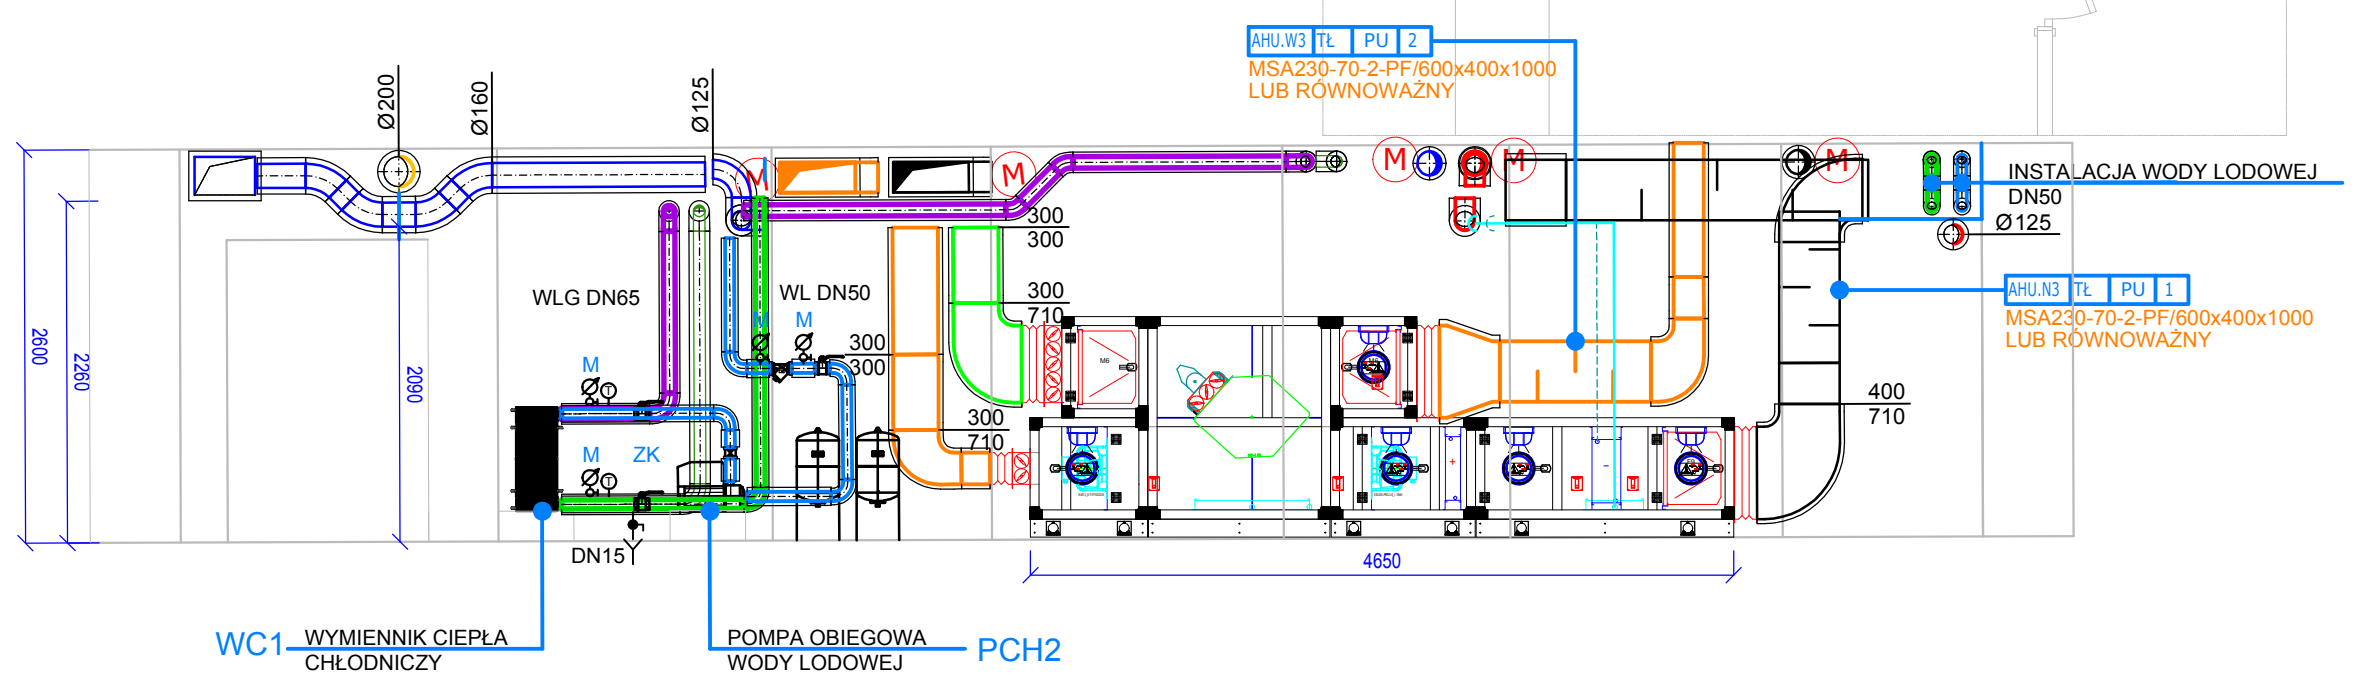 AHU.W3 TŁ PU 2
MSA230-70-2-PF/600x400x1000
LUB RÓWNOWAŻNY
Ø200
Ø160
Ø125
M
M
M
M
M
INSTALACJA WODY LODOWEJ
DN50
Ø125
300
300
WLG DN65
WL DN50
300
710
AHU.N3 TŁ PU 1
MSA230-70-2-PF/600x400x1000
LUB RÓWNOWAŻNY
2600
2260
2090
M
M
300
300
M
T
M6
400
710
300
710
M
ZK
T
DN15
4650
WC1
WYMIENNIK CIEPŁA
CHŁODNICZY
POMPA OBIEGOWA
WODY LODOWEJ
PCH2